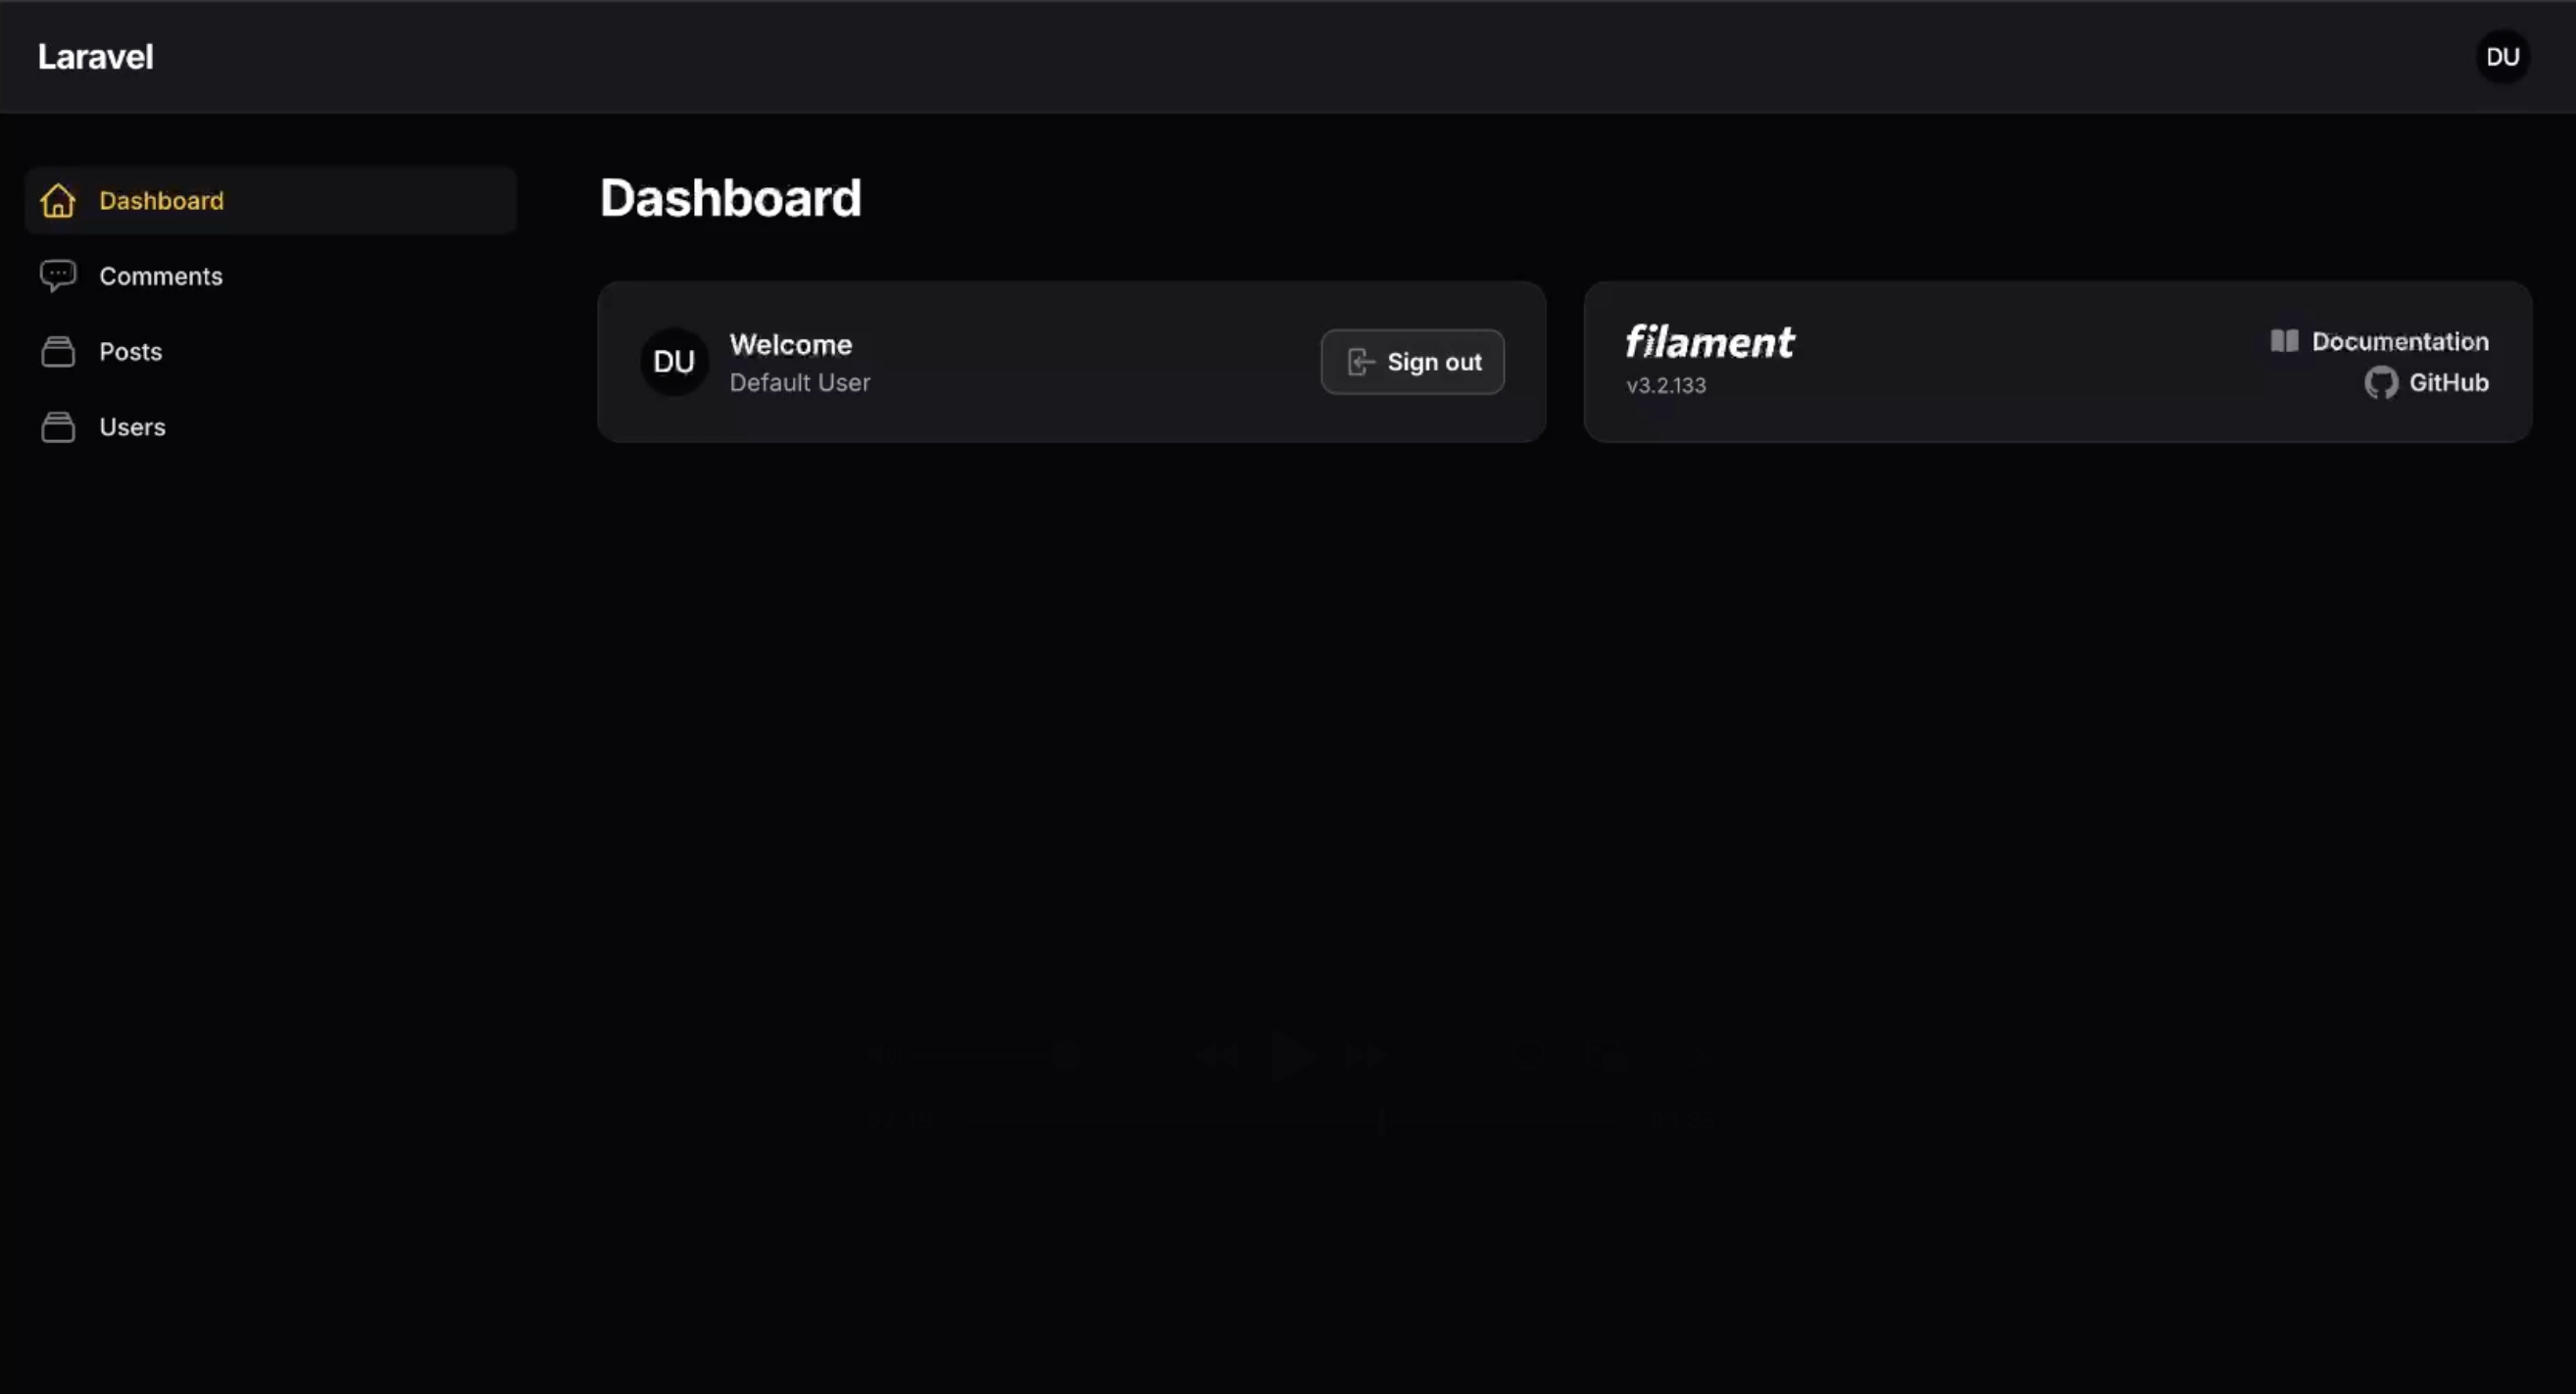 Laravel
DU
Dashboard
Comments
Posts
Users
Dashboard
DU
Welcome
Default User
Sign out
filament
v3.2.133
Documentation
GitHub